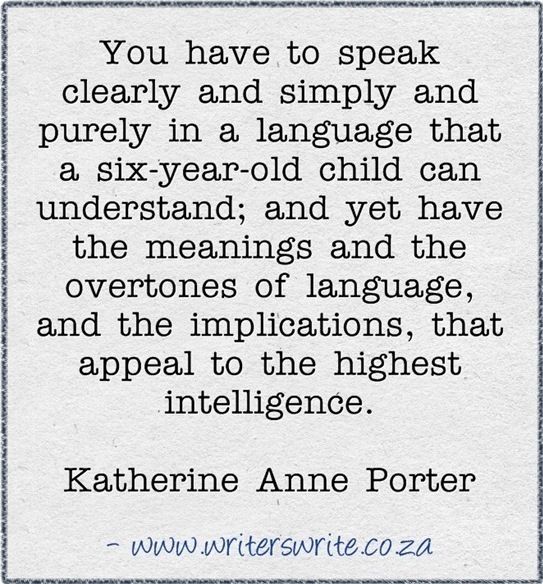 You have to speak
clearly and simply and
purely in a language that
a six-year-old child can
understand; and yet have
the meanings and the
overtones of language,
and the implications, that
appeal to the highest
intelligence.
Katherine Anne Porter
- www.writerswrite.co.za